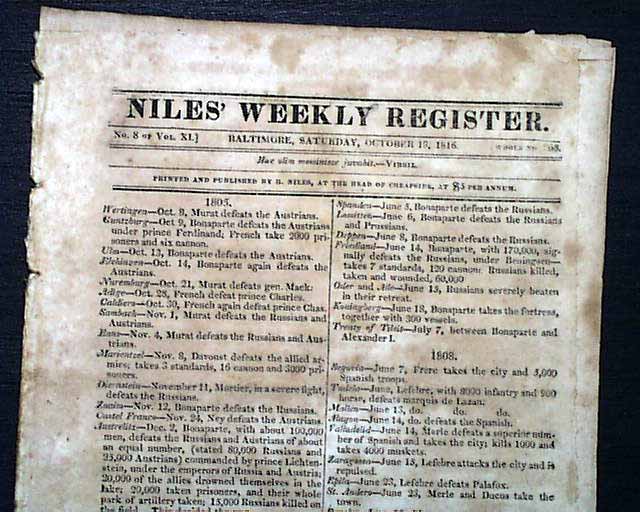 NILES' WEEKLY REGISTER.
No. 8 OF VOL. XI.]
BALTIMORE, SATURDAY, OCTOBER 19, 1816.
Hæc olim meminisse juvabit.—VIRGIL.
PRINTED AND PUBLISHED BY H. NILES, AT THE HEAD OF CHEAPSIDE, AT $5 PER ANNUM.
1805.
Wertingen—Oct. 8, Murat defeats the Austrians.
Guntzburg—Oct 9, Bonaparte defeats the Austrians
under prince Ferdinand; French take 2000 pri-
soners and six cannon.
Ulm—Oct. 13, Bonaparte defeats the Austrians.
Elchingen—Oct. 14, Bonaparte again defeats the
Austrians.
Nuremburg—Oct. 21, Murat defeats gen. Mack.
Adige—Oct. 28, French defeat prince Charles.
Caldiero—Oct. 30, French again defeat prince Chas.
Nov. 1, Murat defeats the Russians and
Austrians.
Nov. 4, Murat defeats the Russians and Aus-
trians.
Marientzel—Nov. 8, Davoust defeats the allied ar-
mies; takes 3 standards, 16 cannon and 3000 pri-
soners.
Diernstein—November 11, Mortier, in a severe fight,
defeats the Russians.
Znaim—Nov. 12, Bonaparte defeats the Russians.
Castel Franco—Nov. 24, Ney defeats the Austrians.
Austrelitz—Dec. 2, Bonaparte, with about 100,000
men, defeats the Russians and Austrians of about
an equal number, (stated 80,000 Russians and
25,000 Austrians) commanded by prince Lichten-
stein, under the emperors of Russia and Austria;
20,000 of the allies drowned themselves in the
lake; 20,000 taken prisoners, and their whole
park of artillery taken; 15,000 Russians killed on
the field.
Spanden—June 5, Bonaparte defeats the Russians.
Lomitten—June 6, Bonaparte defeats the Russians
and Prussians.
Deppen—June 8, Bonaparte defeats the Russians.
Friedland—June 14, Bonaparte, with 170,000, sig-
nally defeats the Russians, under Beningsen—
takes 7 standards, 120 cannon. Russians killed,
taken and wounded, 60,000
Oder and June 15, Russians severely beaten
in their retreat.
Koningberg—June 18, Bonaparte takes the fortress,
together with 300 vessels.
Treaty of Tilsit—July 7, between Bonaparte and
Alexander I.
1808.
Segovia—June 7, Frere takes the city and 5,000
Spanish troops.
Tudela—June, Lefebre, with 8000 infantry and 900
horse, defeats marquis de Lazan.
Mallen—June 13, do. do. do.
Alagon—June 14, do. defeats the Spanish.
Valladolid—June 14, Merle defeats a superior num-
ber of Spanish and takes the city; kills 1000 and
takes 4000 muskets.
Zaragossa—June 15, Lefebre attacks the city and is
repulsed.
Epila—June 23, Lefebre defeats Palafox.
St. Andero—June 23, Merle and Ducos take the
town.